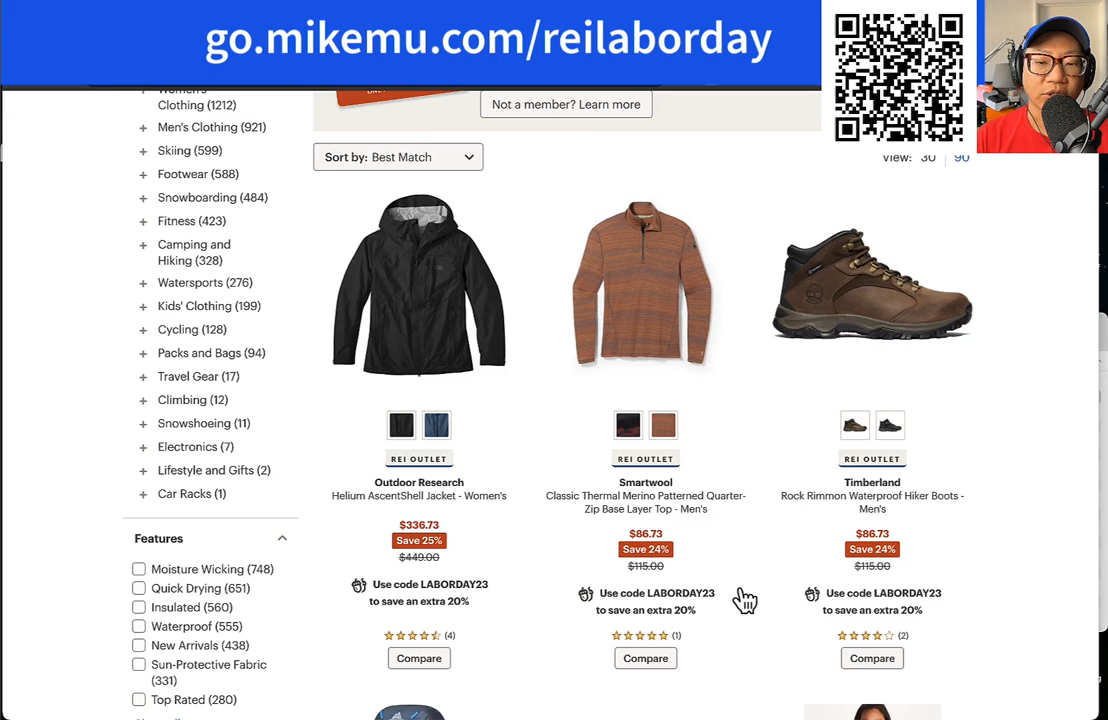 go.mikemu.com/reilaborday
Women's
Clothing (1212)
Men's Clothing (921)
Skiing (599)
Footwear (588)
Snowboarding (484)
Fitness (423)
Camping and
Hiking (328)
Watersports (276)
Kids' Clothing (199)
Cycling (128)
Packs and Bags (94)
Travel Gear (17)
Climbing (12)
Snowshoeing (11)
Electronics (7)
Lifestyle and Gifts (2)
Car Racks (1)
Features
Moisture Wicking (748)
Quick Drying (651)
Insulated (560)
Waterproof (555)
New Arrivals (438)
Sun-Protective Fabric
(331)
Top Rated (280)
Not a member? Learn more
Sort by: Best Match
View: 30 90
REI OUTLET
Outdoor Research
Helium AscentShell Jacket - Women's
$336.73
Save 25%
$449.00
Use code LABORDAY23
to save an extra 20%
(4)
Compare
REI OUTLET
Smartwool
Classic Thermal Merino Patterned Quarter-
Zip Base Layer Top - Men's
$86.73
Save 24%
$115.00
Use code LABORDAY23
to save an extra 20%
(1)
Compare
REI OUTLET
Timberland
Rock Rimmon Waterproof Hiker Boots -
Men's
$86.73
Save 24%
$115.00
Use code LABORDAY23
to save an extra 20%
(2)
Compare